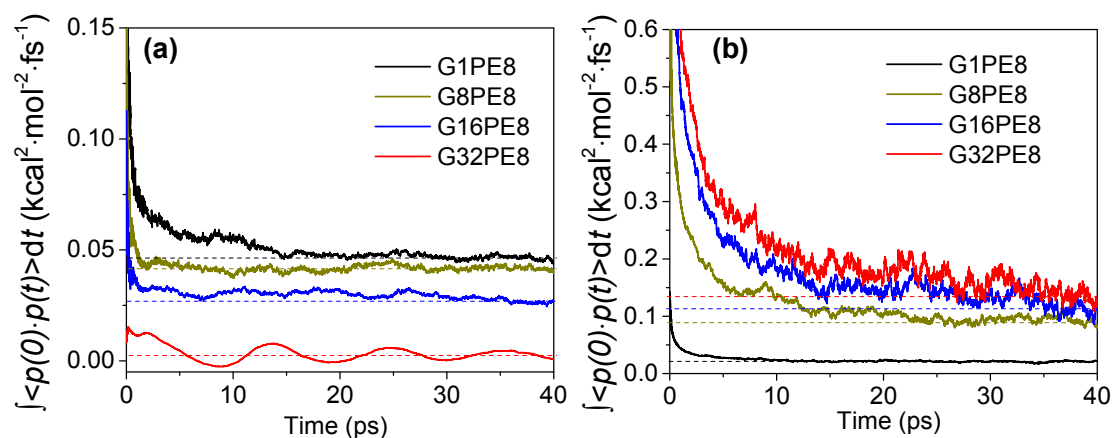 (a)
G1PE8
G8PE8
G16PE8
G32PE8
0.15
0.10
0.05
0.00
∫<p(0)·p(t)>dt (kcal²·mol⁻²·fs⁻¹)
0 10 20 30 40
Time (ps)
(b)
G1PE8
G8PE8
G16PE8
G32PE8
0.6
0.5
0.4
0.3
0.2
0.1
0.0
∫<p(0)·p(t)>dt (kcal²·mol⁻²·fs⁻¹)
0 10 20 30 40
Time (ps)